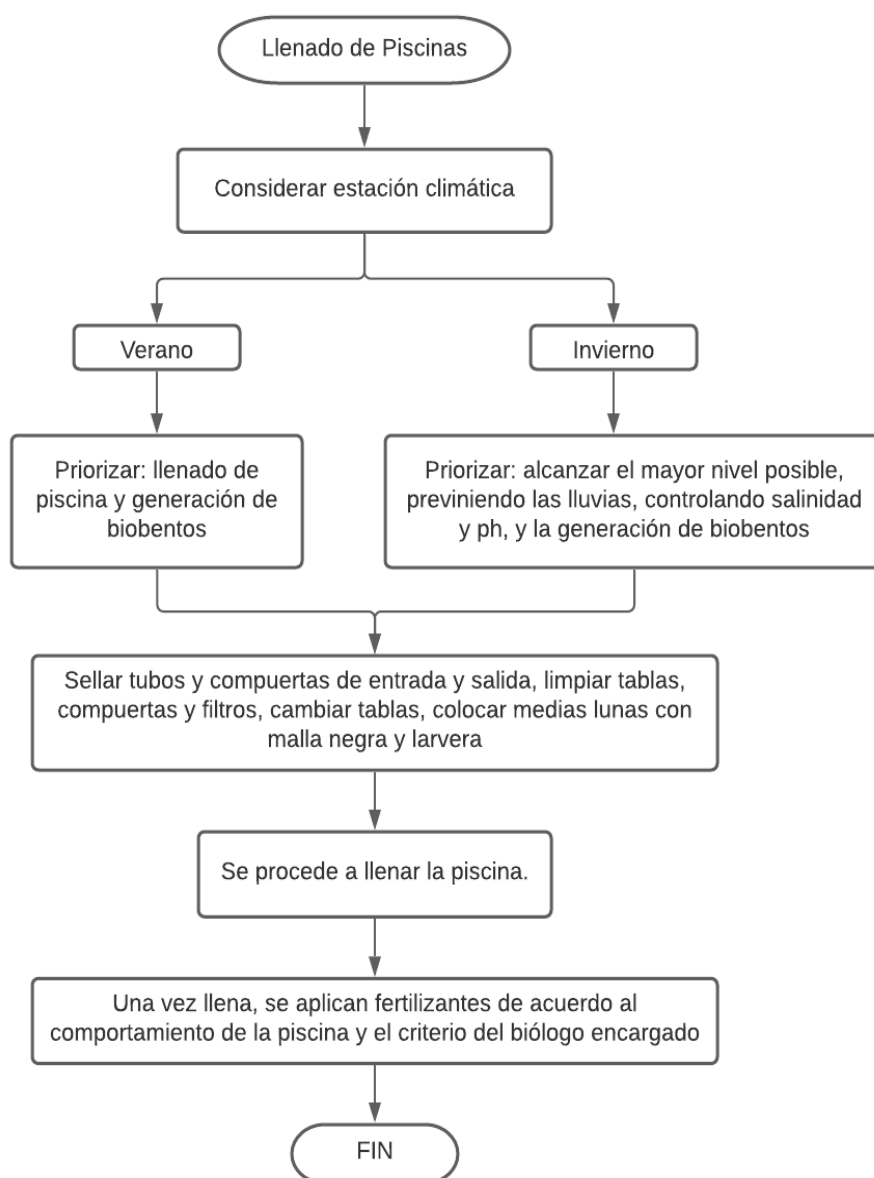 Llenado de Piscinas
Considerar estación climática
Verano
Invierno
Priorizar: llenado de
piscina y generación de
biobentos
Priorizar: alcanzar el mayor nivel posible,
previniendo las lluvias, controlando salinidad
y ph, y la generación de biobentos
Sellar tubos y compuertas de entrada y salida, limpiar tablas,
compuertas y filtros, cambiar tablas, colocar medias lunas con
malla negra y larvera
Se procede a llenar la piscina.
Una vez llena, se aplican fertilizantes de acuerdo al
comportamiento de la piscina y el criterio del biólogo encargado
FIN